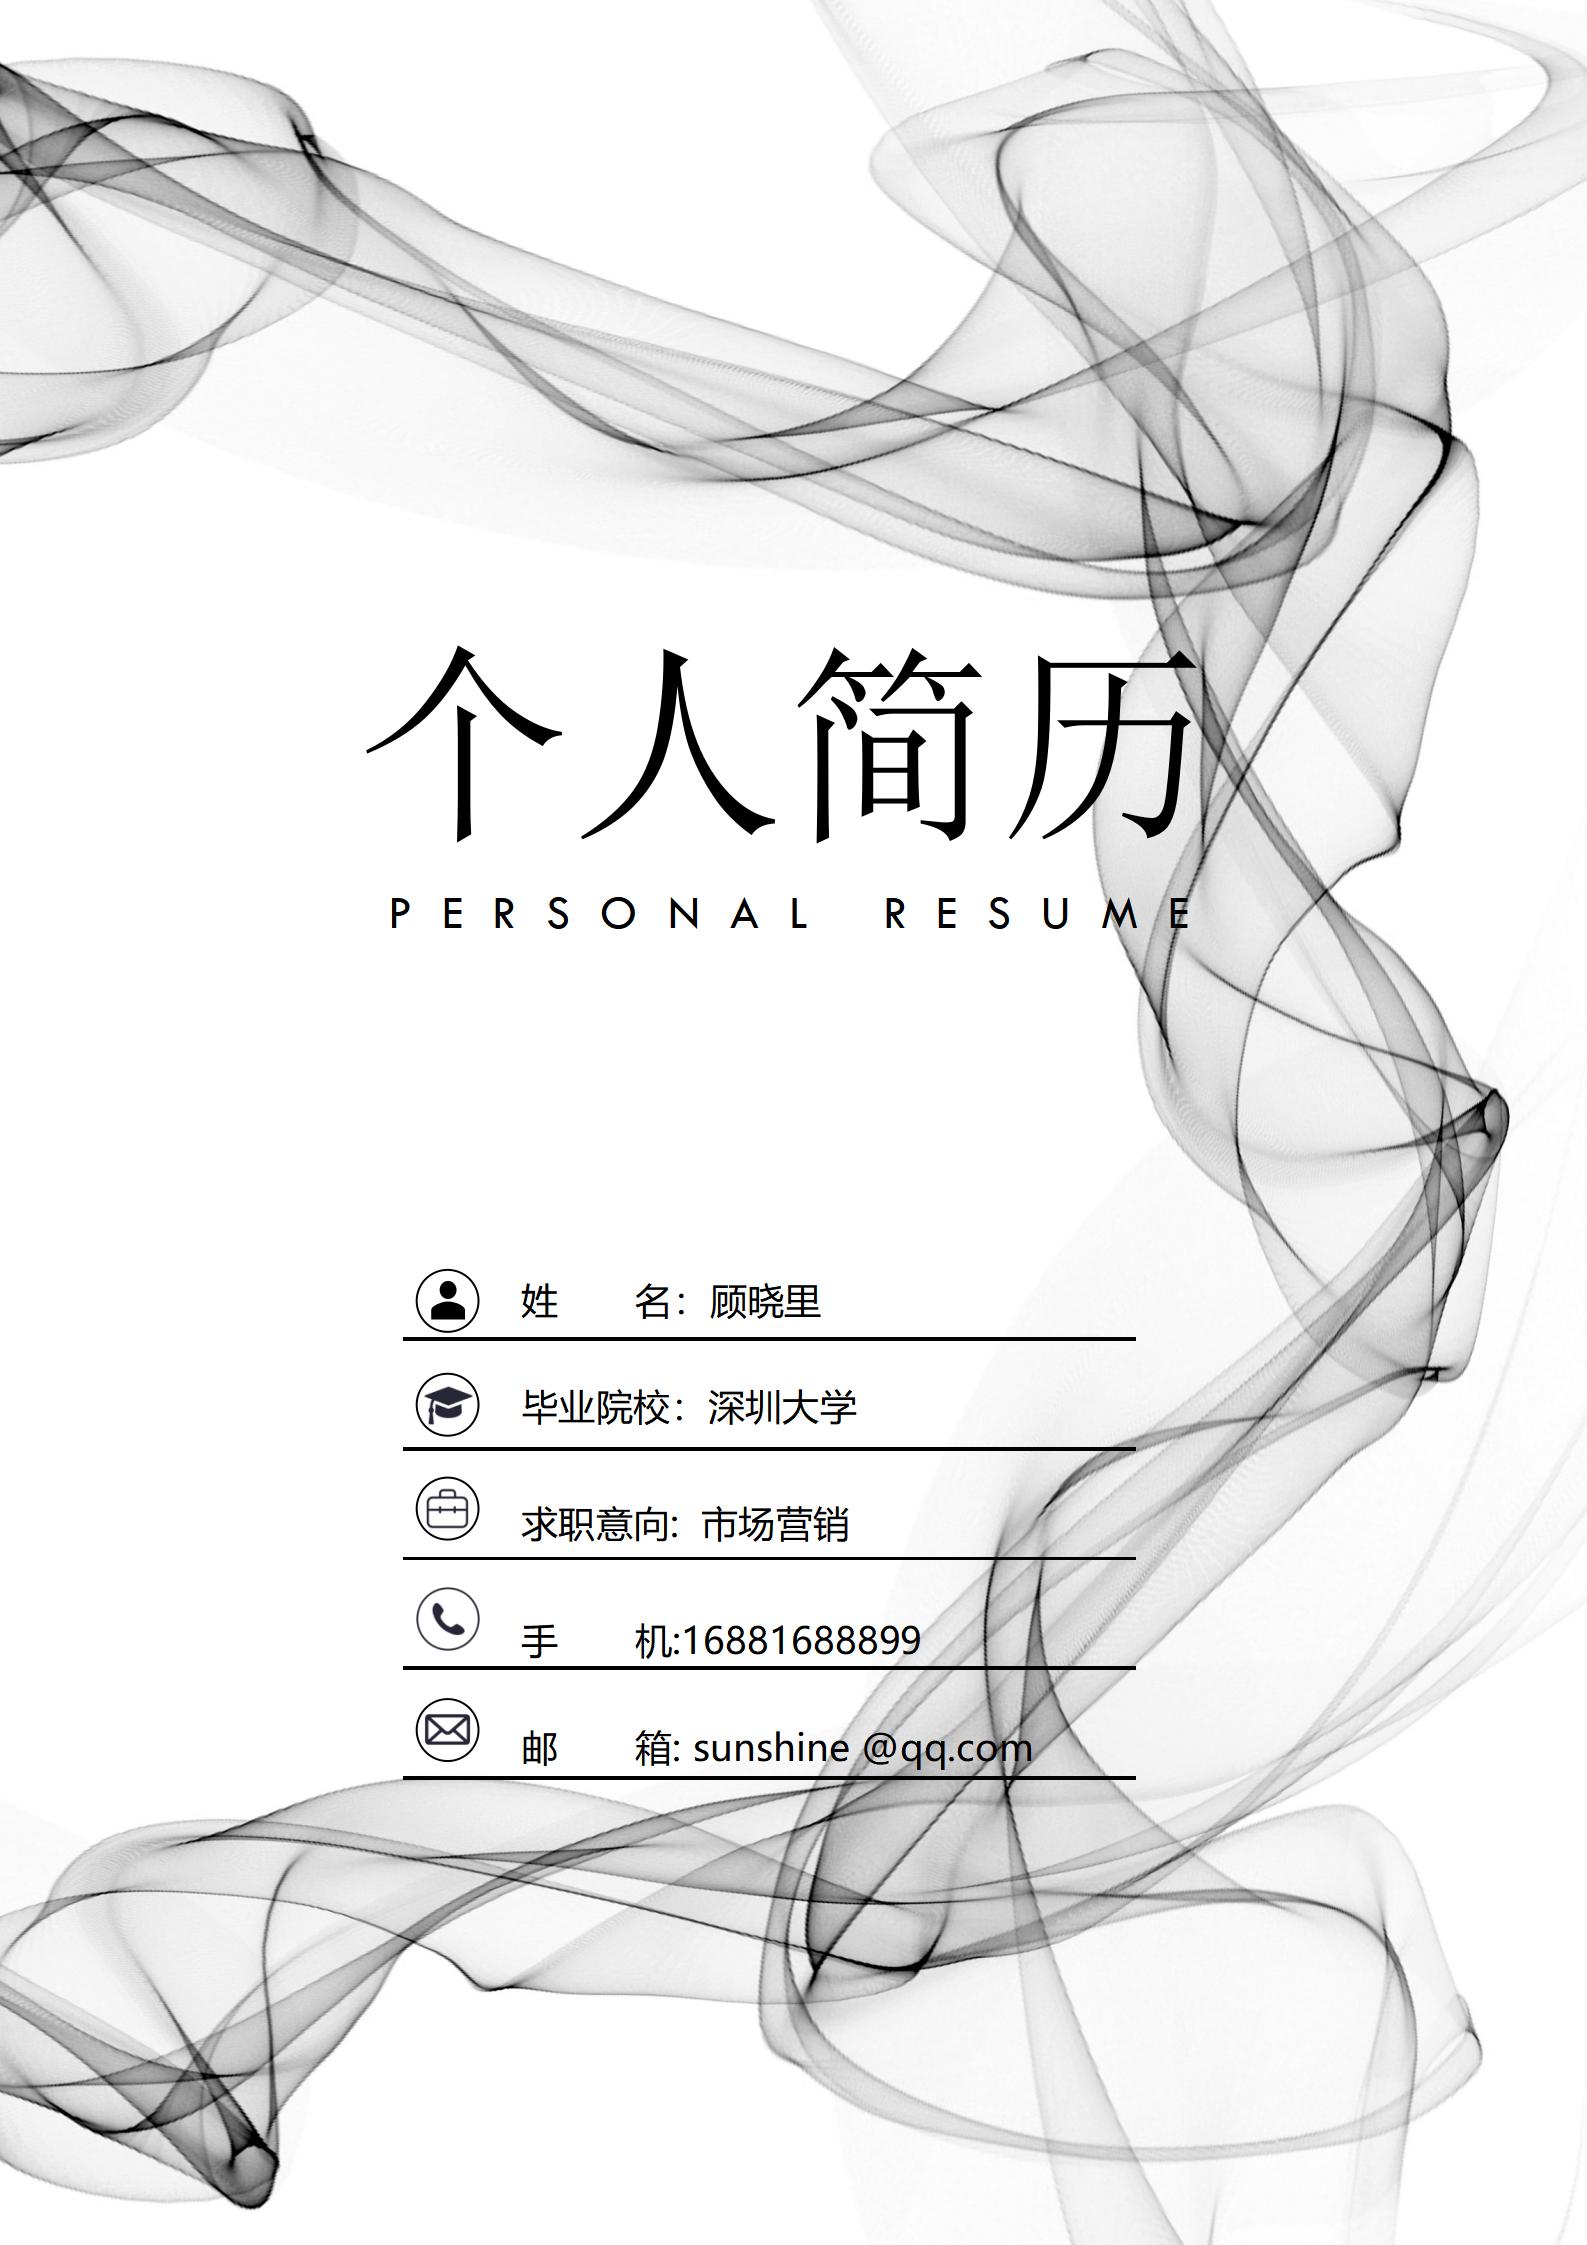 个人简历
PERSONAL RESUME
姓 名：顾晓里
毕业院校：深圳大学
求职意向: 市场营销
手 机:16881688899
邮 箱: sunshine @qq.com